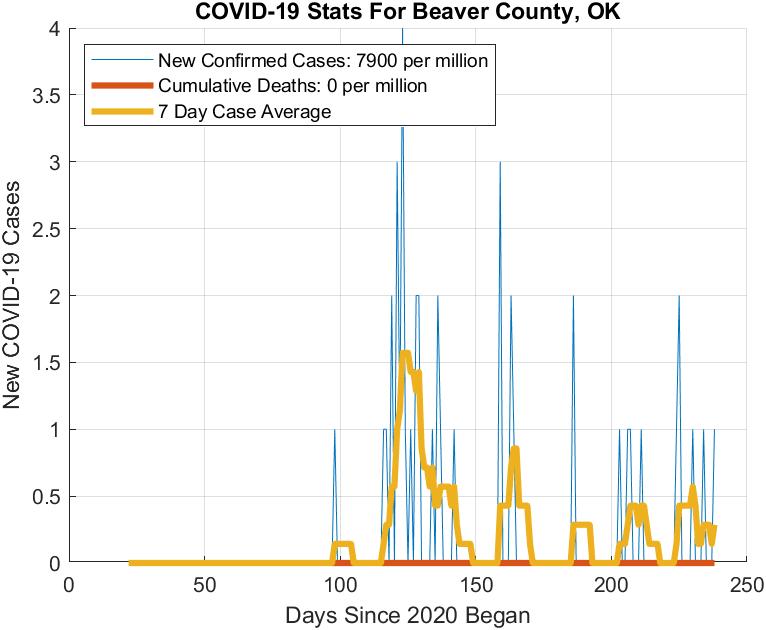 COVID-19 Stats For Beaver County, OK
New Confirmed Cases: 7900 per million
Cumulative Deaths: 0 per million
7 Day Case Average
New COVID-19 Cases
4
3.5
3
2.5
2
1.5
1
0.5
0
0 50 100 150 200 250
Days Since 2020 Began